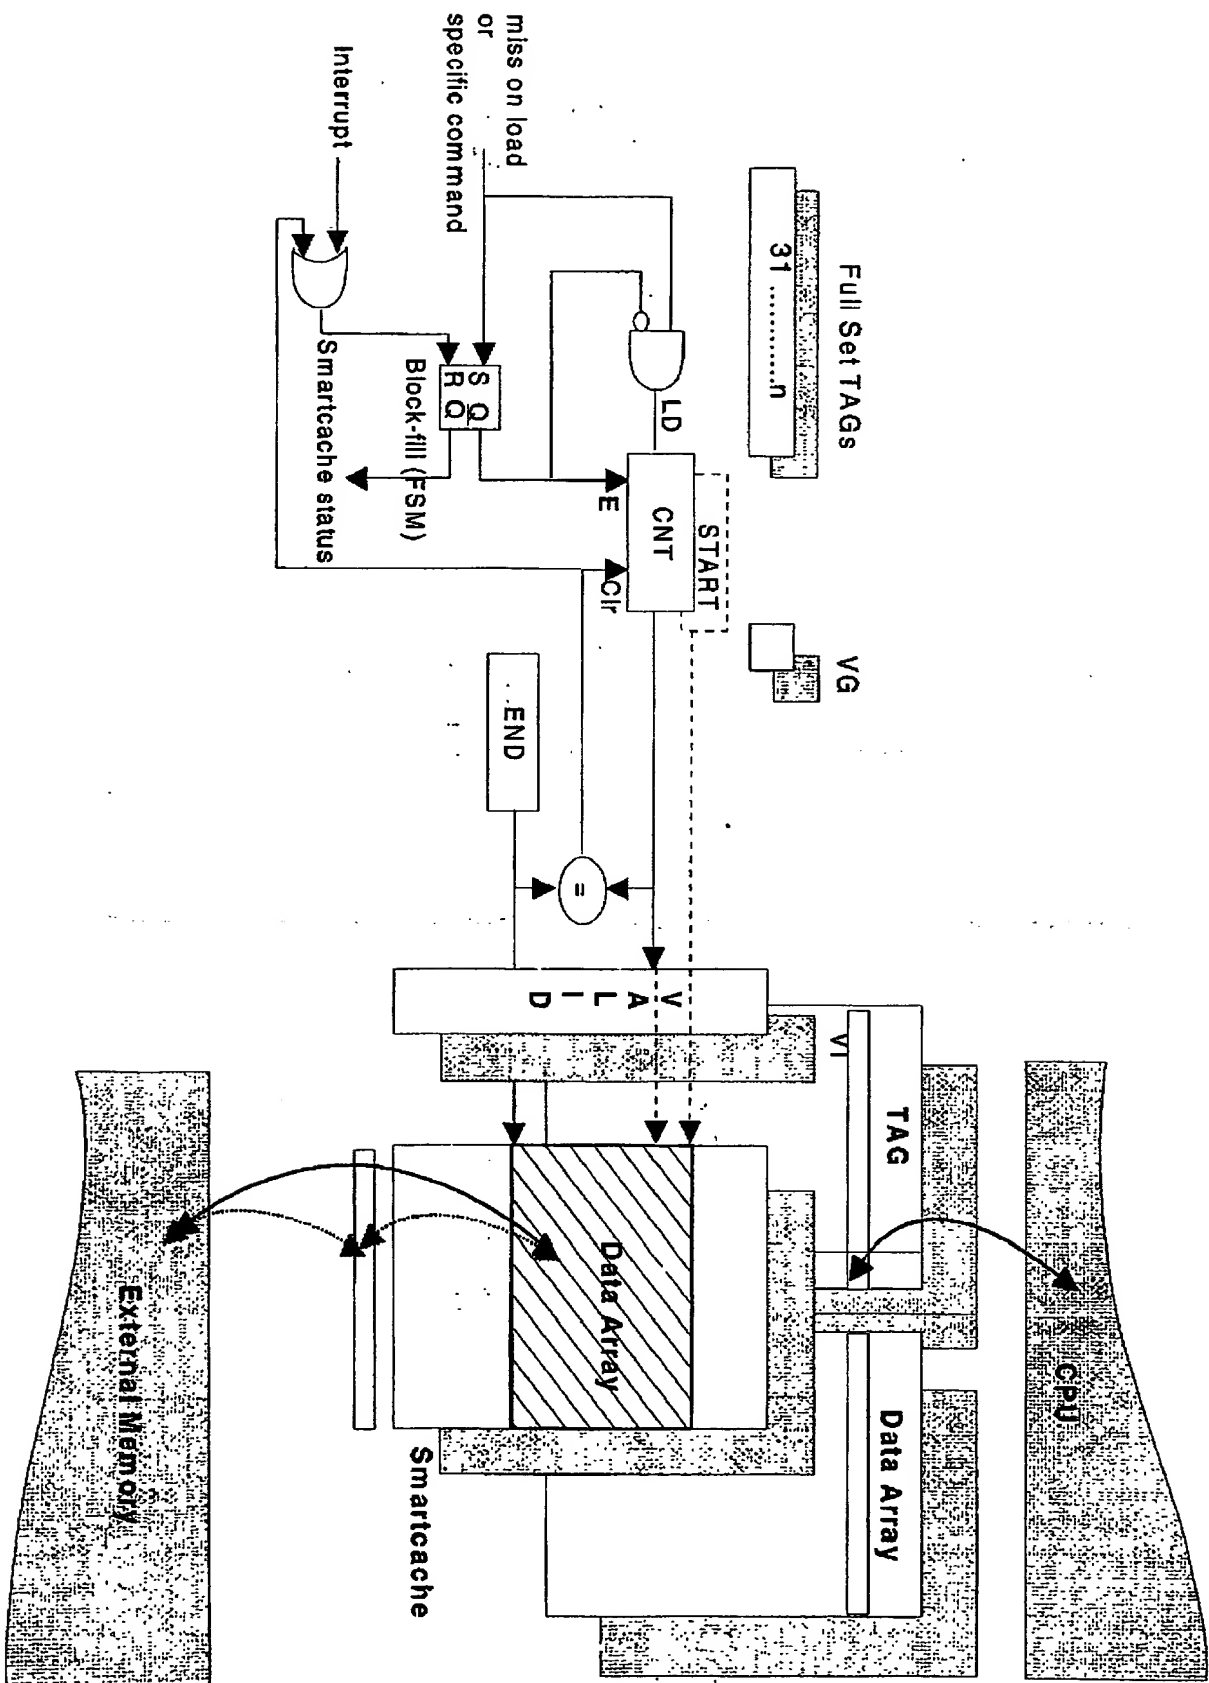 Full Set TAGs
31 ............n
VG
miss on load
or
specific command
Interrupt
LD
START
CNT
E
Clr
S Q
R Q
Block-fill (FSM)
Smartcache status
END
=
VALID
VI
TAG
Data Array
CPU
Data Array
Smartcache
External Memory